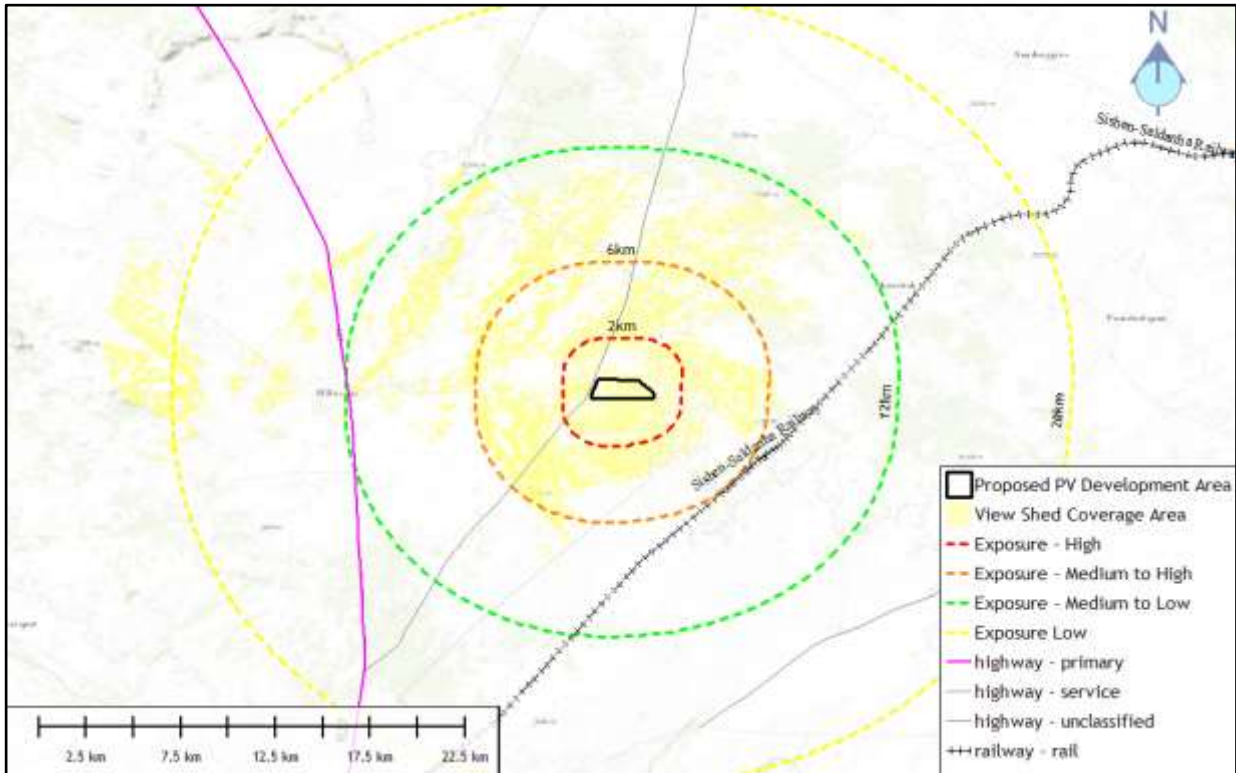 N
Sishen-Saldanha Railway
6km
2km
12km
20km
Sishen-Saldanha Railway
Proposed PV Development Area
View Shed Coverage Area
Exposure - High
Exposure - Medium to High
Exposure - Medium to Low
Exposure Low
highway - primary
highway - service
highway - unclassified
railway - rail
2.5 km
7.5 km
12.5 km
17.5 km
22.5 km